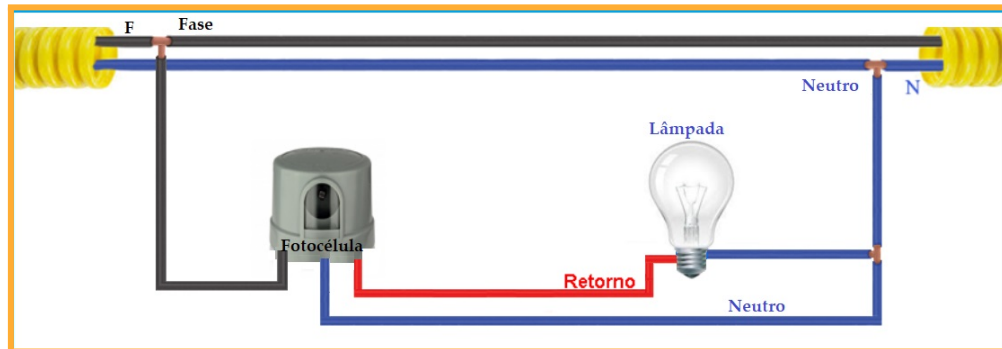 F
Fase
Neutro
N
Lâmpada
Fotocélula
Retorno
Neutro